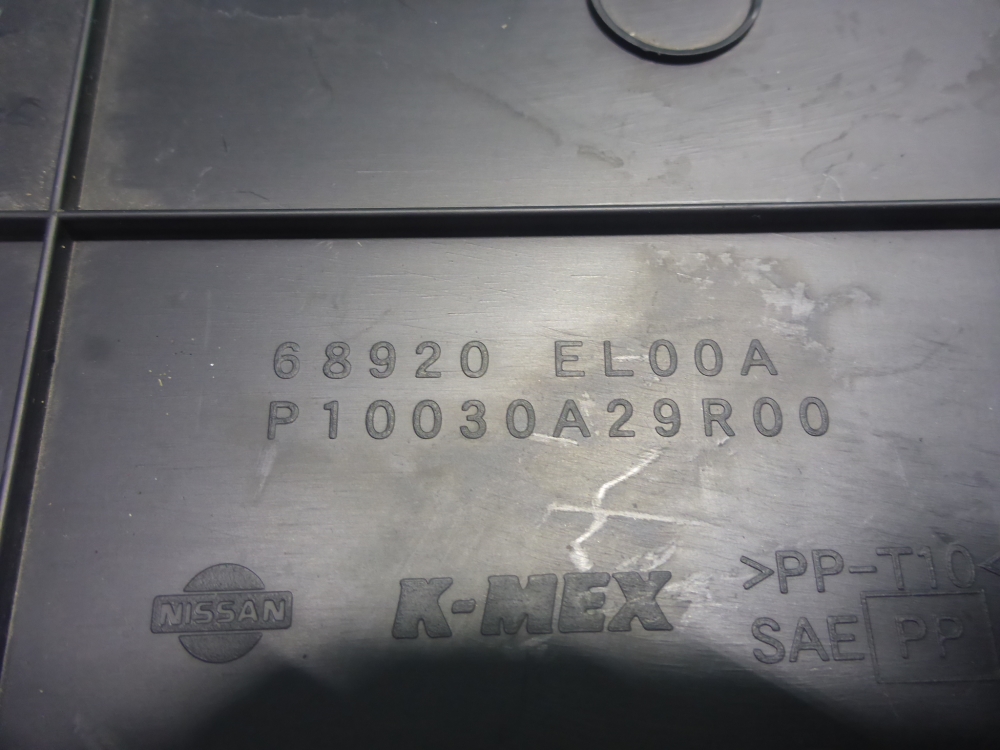 68920 EL00A
P10030A29R00
NISSAN
K-MEX
>PP-T10<
SAE PP